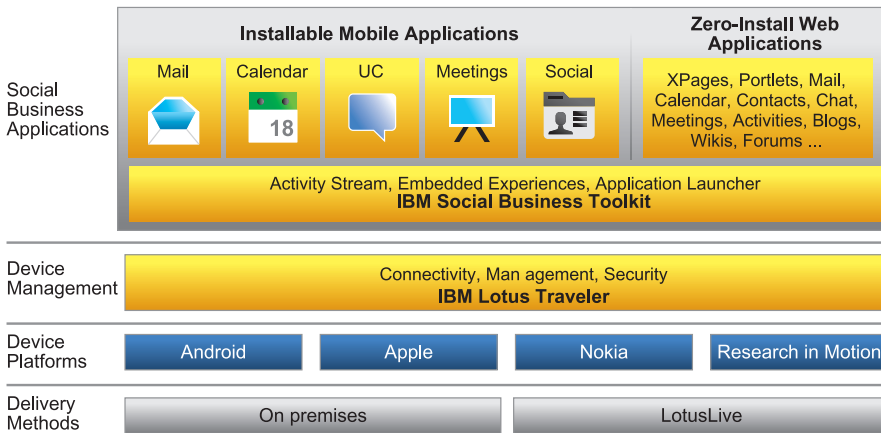 Social
Business
Applications
Installable Mobile Applications
Mail
Calendar
18
UC
Meetings
Social
Zero-Install Web
Applications
XPages, Portlets, Mail,
Calendar, Contacts, Chat,
Meetings, Activities, Blogs,
Wikis, Forums ...
Activity Stream, Embedded Experiences, Application Launcher
IBM Social Business Toolkit
Device
Management
Connectivity, Man agement, Security
IBM Lotus Traveler
Device
Platforms
Android
Apple
Nokia
Research in Motion
Delivery
Methods
On premises
LotusLive